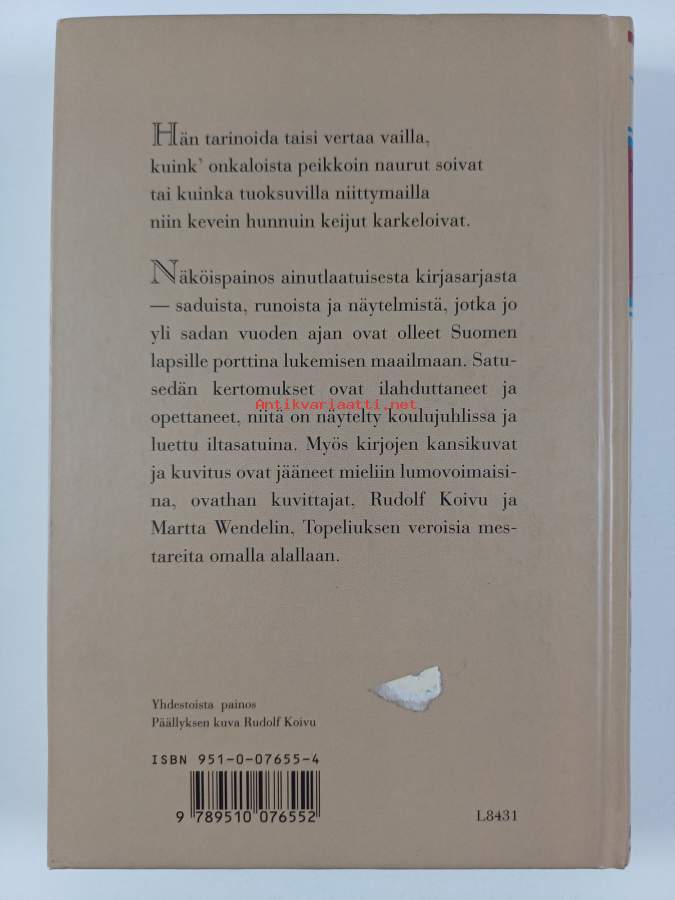 Hän tarinoida taisi vertaa vailla,
kuink' onkaloista peikkoin naurut soivat
tai kuinka tuoksuvilla niittymailla
niin kevein hunnuin keijut karkeloivat.
Näköispainos ainutlaatuisesta kirjasarjasta
— saduista, runoista ja näytelmistä, jotka jo
yli sadan vuoden ajan ovat olleet Suomen
lapsille porttina lukemisen maailmaan. Satu-
sedän kertomukset ovat ilahduttaneet ja
Antikvariaatti.net
opettaneet, niitä on näytelty koulujuhlissa ja
luettu iltasatuina. Myös kirjojen kansikuvat
ja kuvitus ovat jääneet mieliin lumovoimaisi-
na, ovathan kuvittajat, Rudolf Koivu ja
Martta Wendelin, Topeliuksen veroisia mes-
tareita omalla alallaan.
Yhdestoista painos
Päällyksen kuva Rudolf Koivu
ISBN 951-0-07655-4
9 789510 076552
L8431